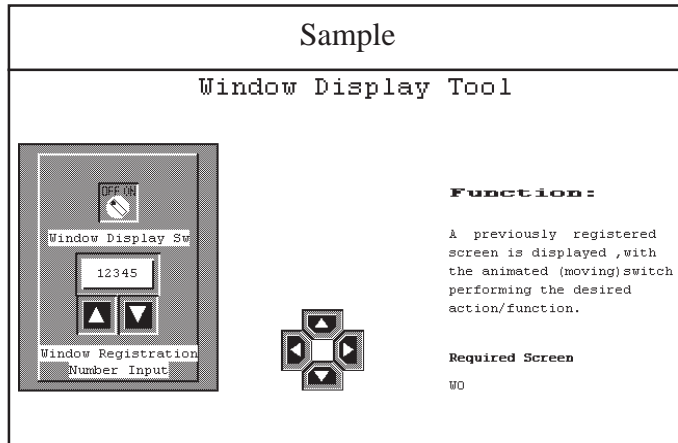 Sample
Window Display Tool
OFF ON
Window Display Sw
12345
Window Registration
Number Input
Function:
A previously registered
screen is displayed ,with
the animated (moving)switch
performing the desired
action/function.
Required Screen
WO